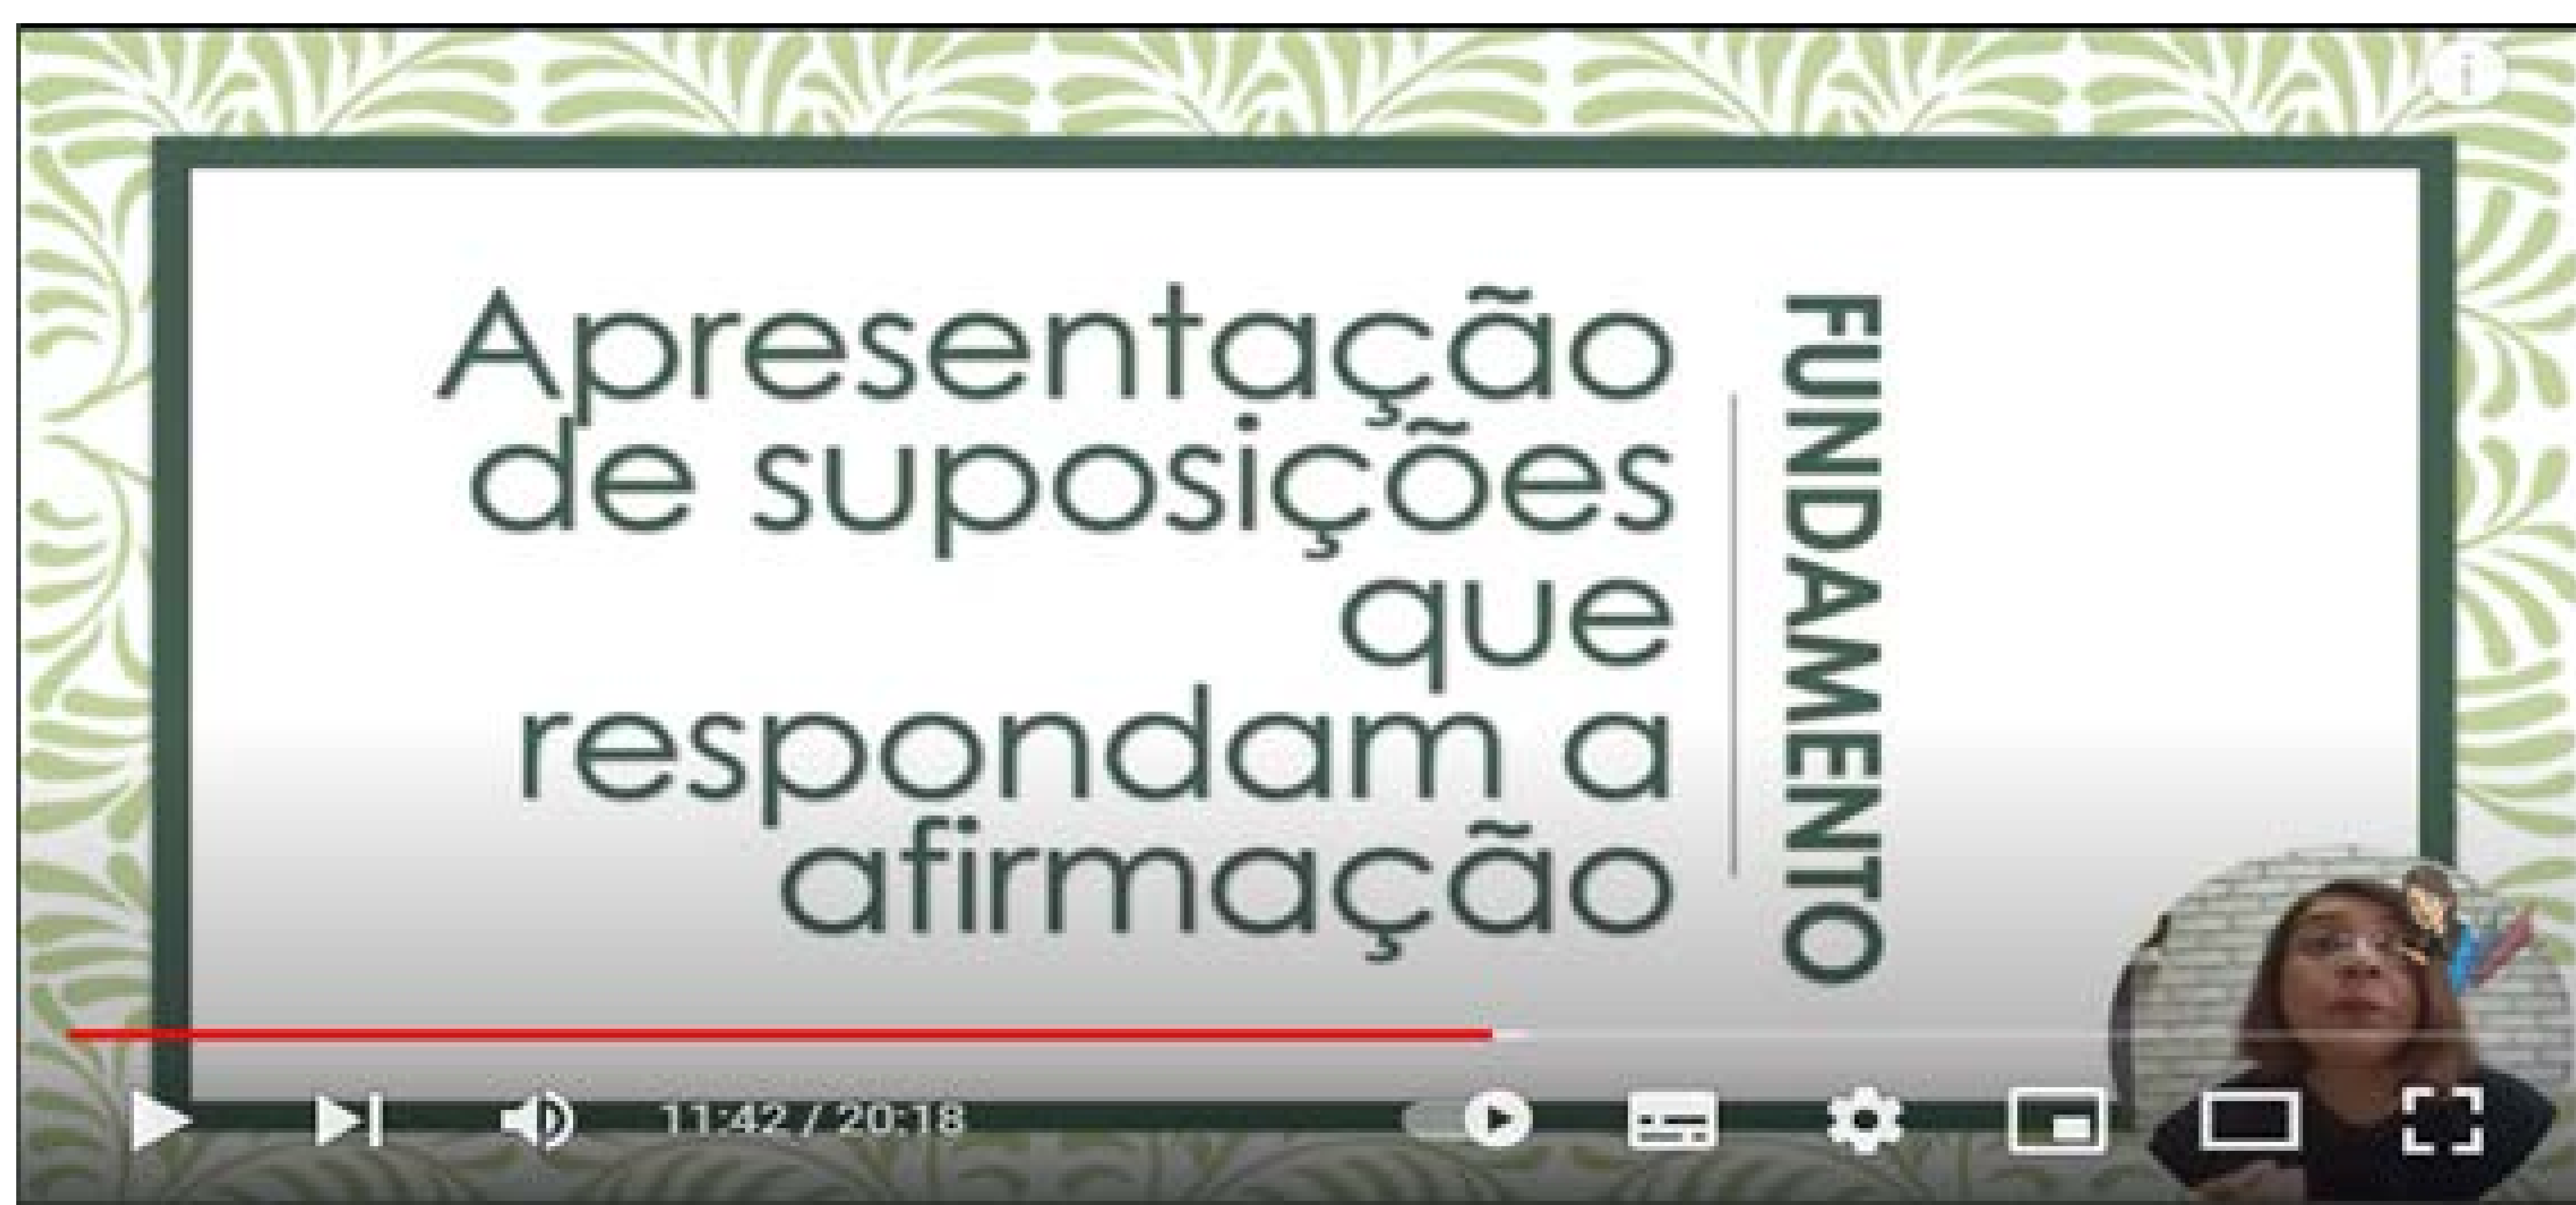 Apresentação
de suposições
que
respondam a
afirmação
FUNDAMENTO
11:42 / 20:18